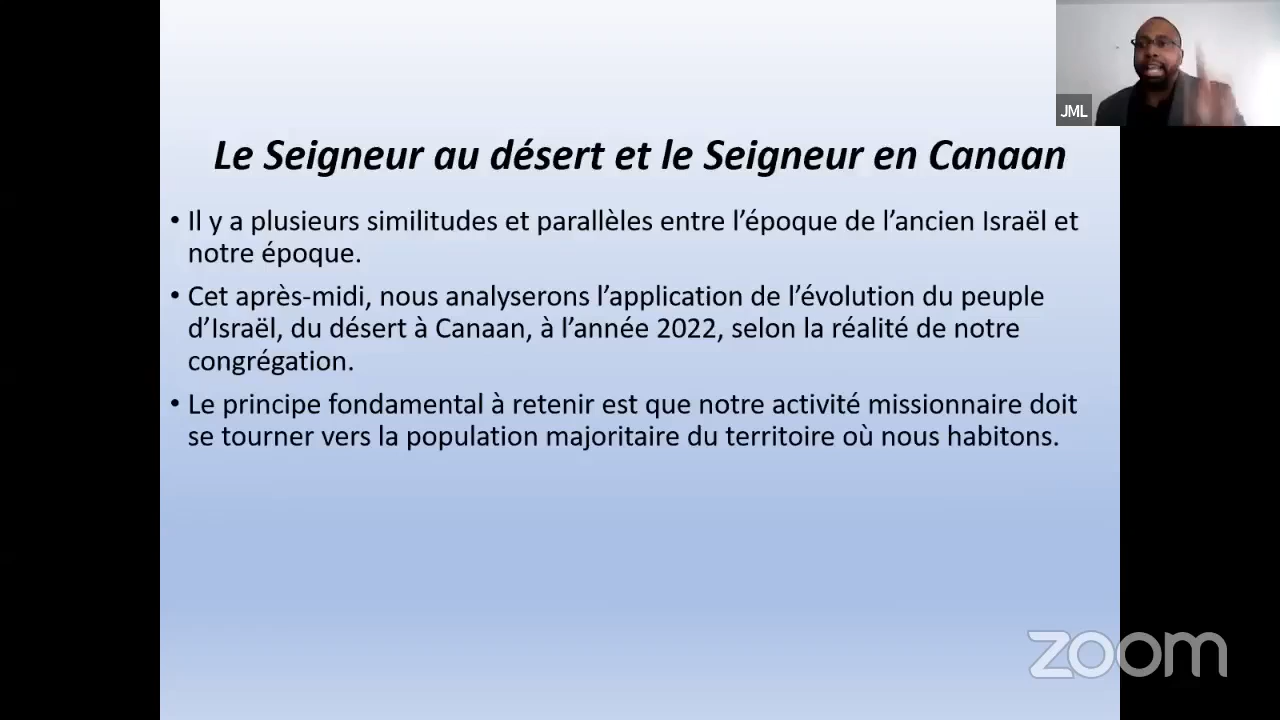 JML
Le Seigneur au désert et le Seigneur en Canaan
• Il y a plusieurs similitudes et parallèles entre l’époque de l’ancien Israël et
notre époque.
• Cet après-midi, nous analyserons l’application de l’évolution du peuple
d’Israël, du désert à Canaan, à l’année 2022, selon la réalité de notre
congrégation.
• Le principe fondamental à retenir est que notre activité missionnaire doit
se tourner vers la population majoritaire du territoire où nous habitons.
zoom